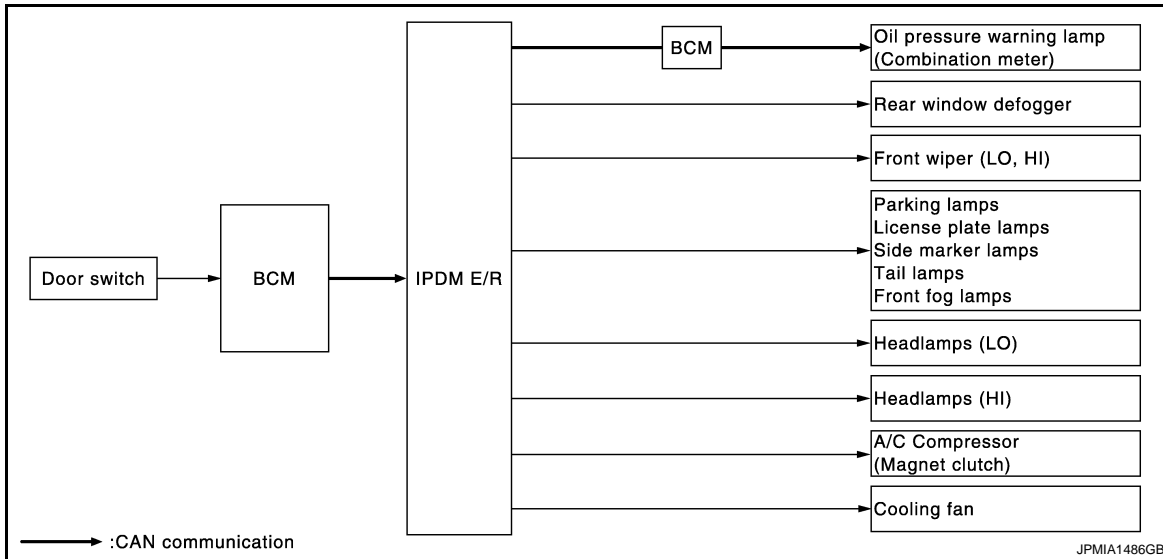 BCM
Oil pressure warning lamp
(Combination meter)
Rear window defogger
Front wiper (LO, HI)
Parking lamps
License plate lamps
Side marker lamps
Tail lamps
Front fog lamps
Door switch
BCM
IPDM E/R
Headlamps (LO)
Headlamps (HI)
A/C Compressor
(Magnet clutch)
Cooling fan
:CAN communication
JPMIA1486GB